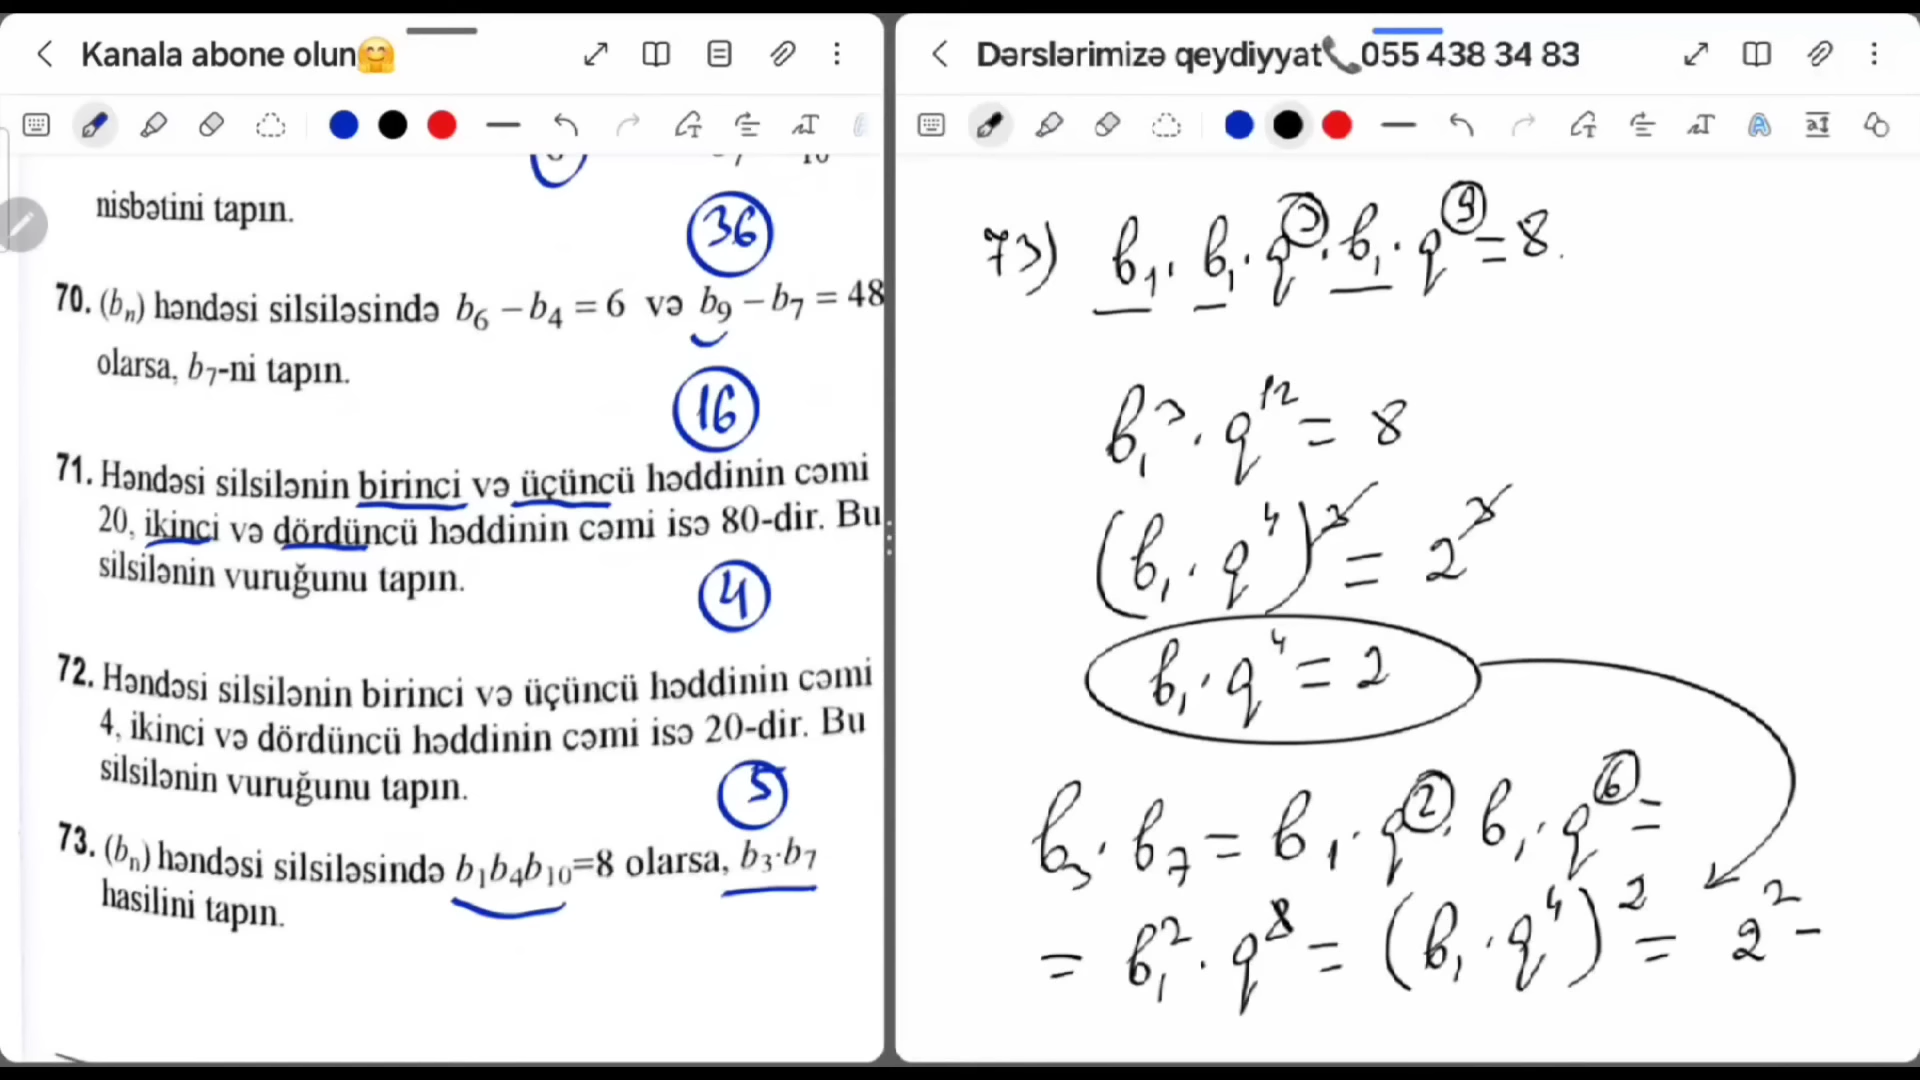 Kanala abone olun🤗
nisbətini tapın.
36
70. (bₙ) həndəsi silsiləsində b₆ – b₄ = 6 və b₉ – b₇ = 48
olarsa, b₇-ni tapın.
16
71. Həndəsi silsilənin birinci və üçüncü həddinin cəmi
20, ikinci və dördüncü həddinin cəmi isə 80-dir. Bu
silsilənin vuruğunu tapın.
4
72. Həndəsi silsilənin birinci və üçüncü həddinin cəmi
4, ikinci və dördüncü həddinin cəmi isə 20-dir. Bu
silsilənin vuruğunu tapın.
5
73. (bₙ) həndəsi silsiləsində b₁b₄b₁₀=8 olarsa, b₃·b₇
hasilini tapın.
Dərslərimizə qeydiyyat📞055 438 34 83
73) b₁ · b₁ · q³ · b₁ · q⁹ = 8.
b₁³ · q¹² = 8
(b₁ · q⁴)³ = 2³
b₁ · q⁴ = 2
b₃ · b₇ = b₁ · q² · b₁ · q⁶ =
= b₁² · q⁸ = (b₁ · q⁴)² = 2² -